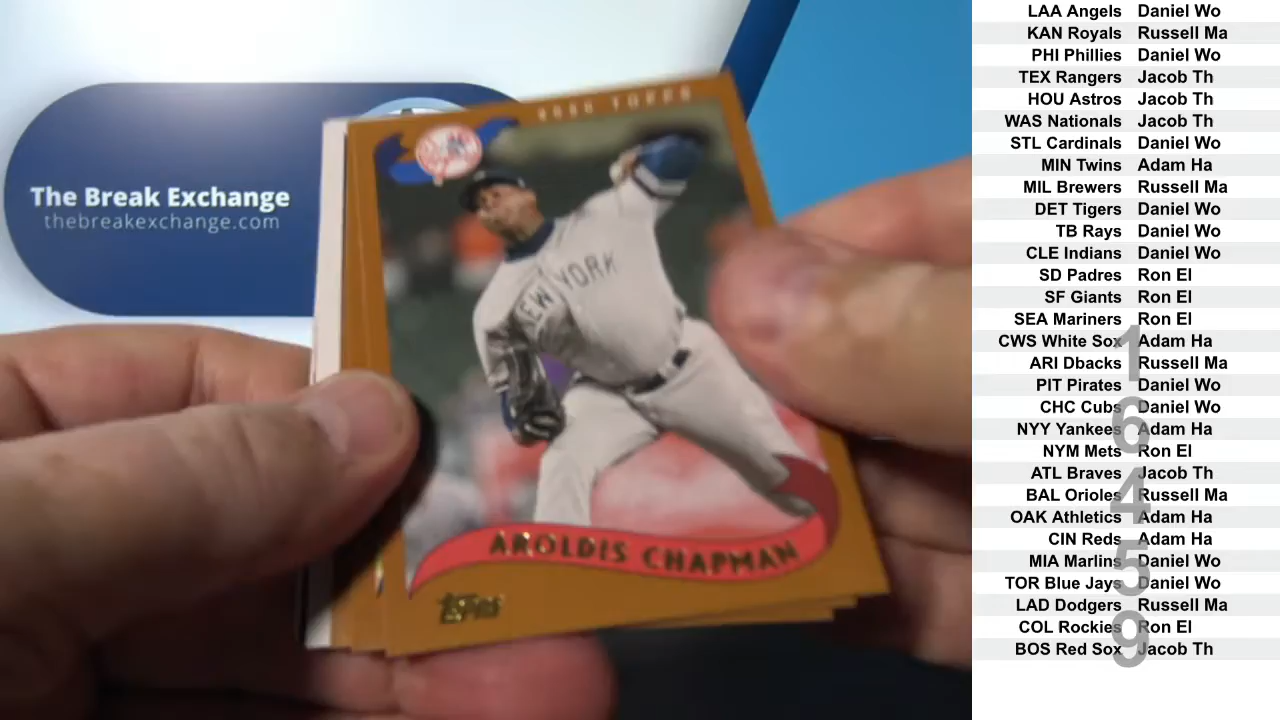 The Break Exchange
thebreakexchange.com
TOPPS
NEW YORK
AROLDIS CHAPMAN
Topps
LAA Angels Daniel Wo
KAN Royals Russell Ma
PHI Phillies Daniel Wo
TEX Rangers Jacob Th
HOU Astros Jacob Th
WAS Nationals Jacob Th
STL Cardinals Daniel Wo
MIN Twins Adam Ha
MIL Brewers Russell Ma
DET Tigers Daniel Wo
TB Rays Daniel Wo
CLE Indians Daniel Wo
SD Padres Ron El
SF Giants Ron El
SEA Mariners Ron El
CWS White Sox Adam Ha
ARI Dbacks Russell Ma
PIT Pirates Daniel Wo
CHC Cubs Daniel Wo
NYY Yankees Adam Ha
NYM Mets Ron El
ATL Braves Jacob Th
BAL Orioles Russell Ma
OAK Athletics Adam Ha
CIN Reds Adam Ha
MIA Marlins Daniel Wo
TOR Blue Jays Daniel Wo
LAD Dodgers Russell Ma
COL Rockies Ron El
BOS Red Sox Jacob Th
1
6
4
5
9